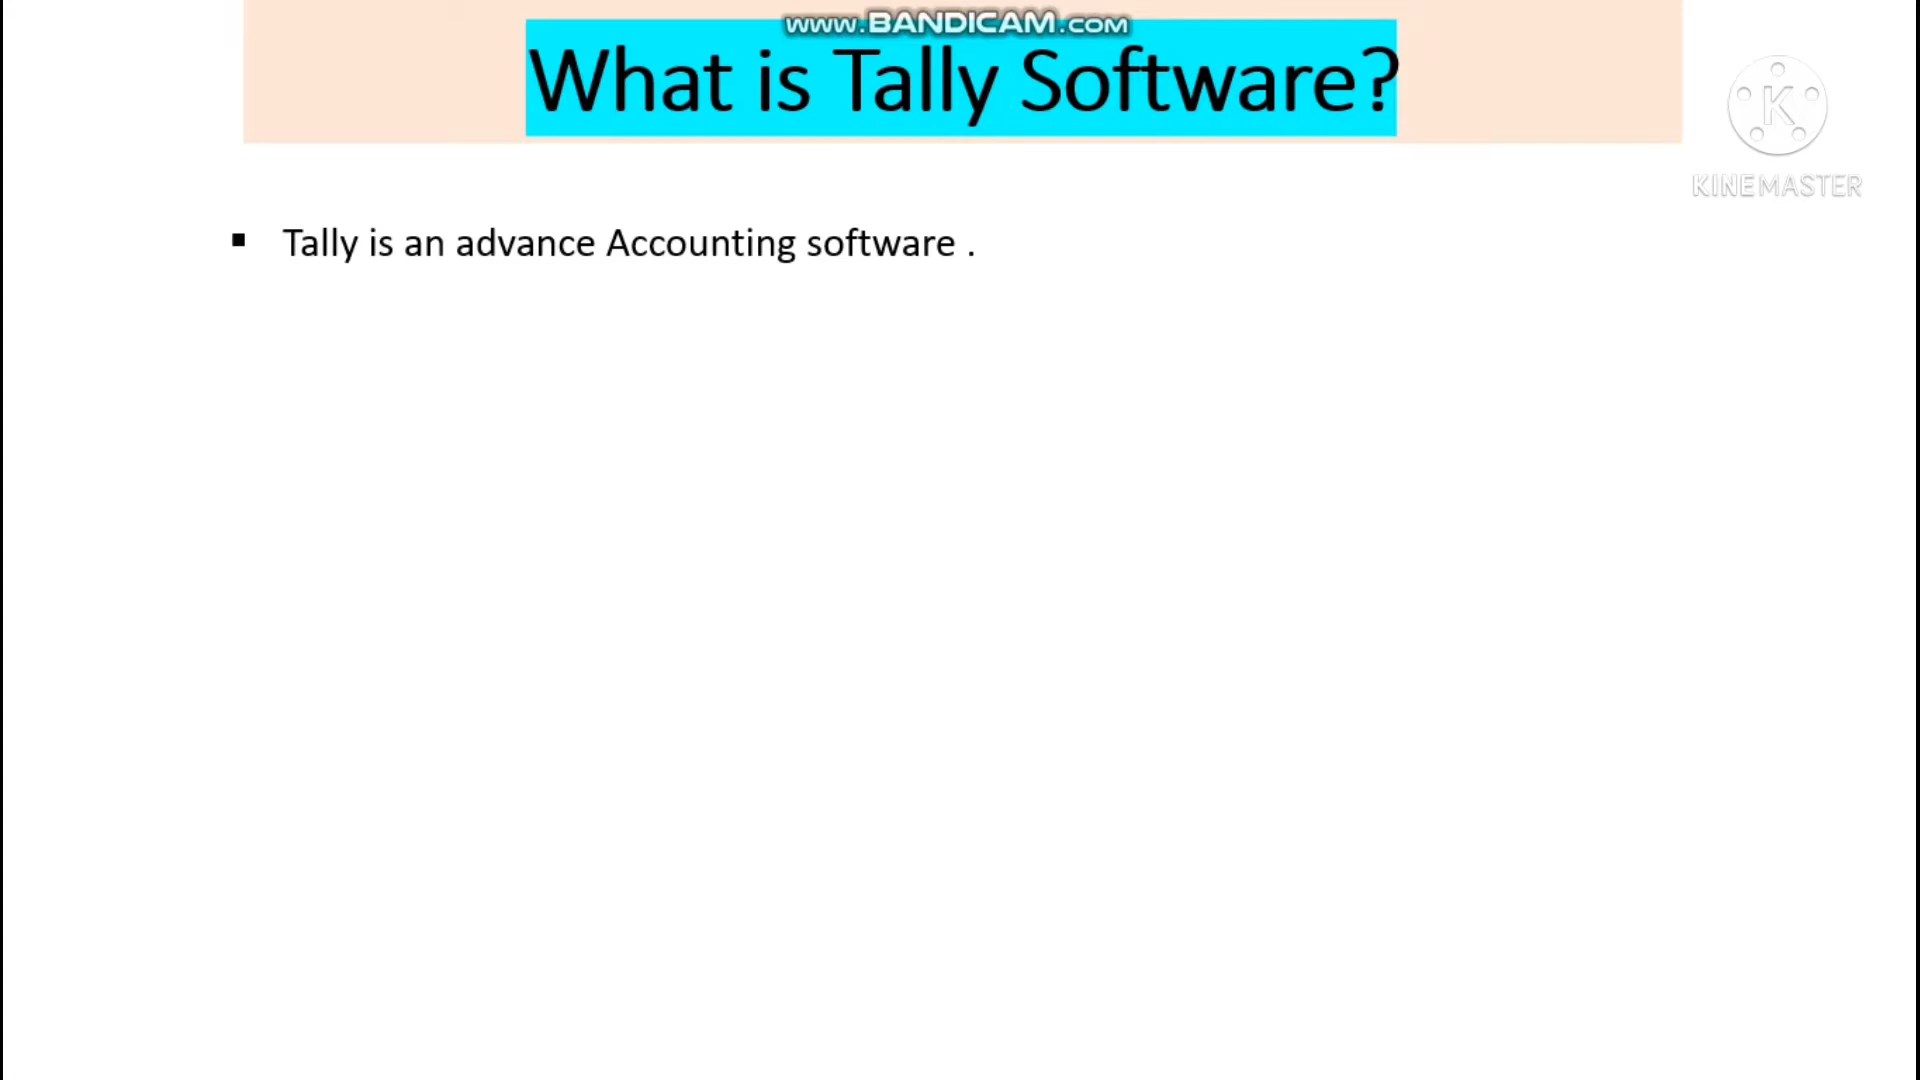 www.BANDICAM.com
What is Tally Software?
K
KINEMASTER
▪ Tally is an advance Accounting software .